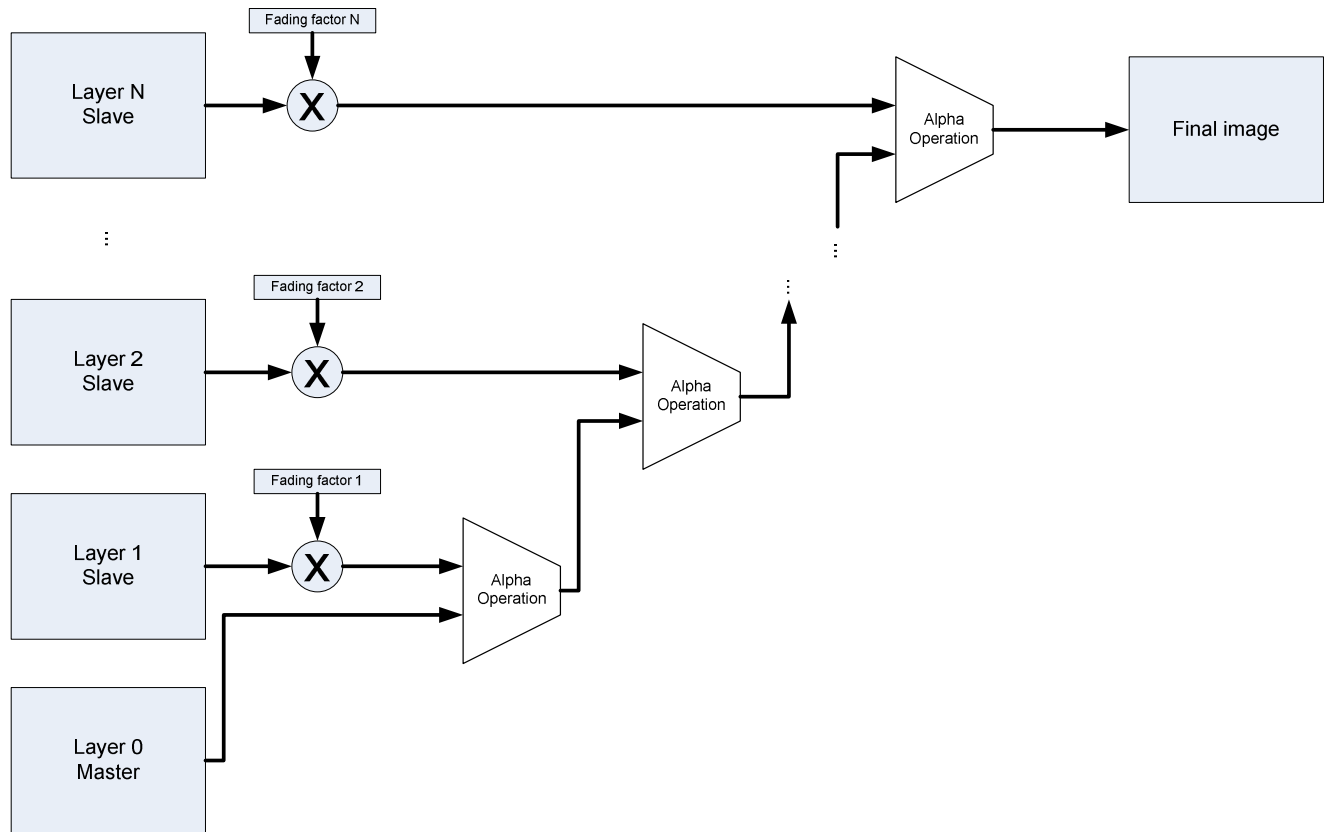 Fading factor N
Layer N
Slave
X
Alpha
Operation
Final image
...
...
...
Fading factor 2
Layer 2
Slave
X
Alpha
Operation
Fading factor 1
Layer 1
Slave
X
Alpha
Operation
Layer 0
Master